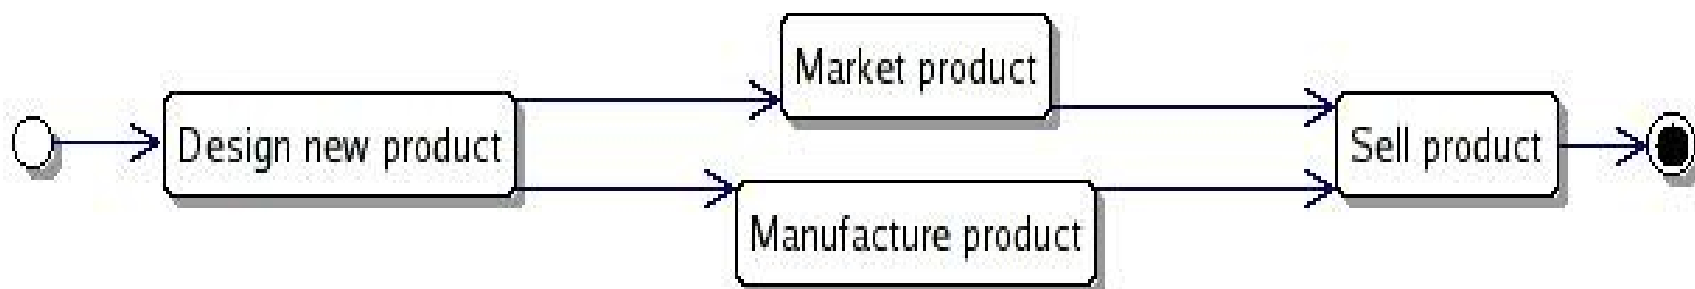 Market product
Design new product
Sell product
Manufacture product